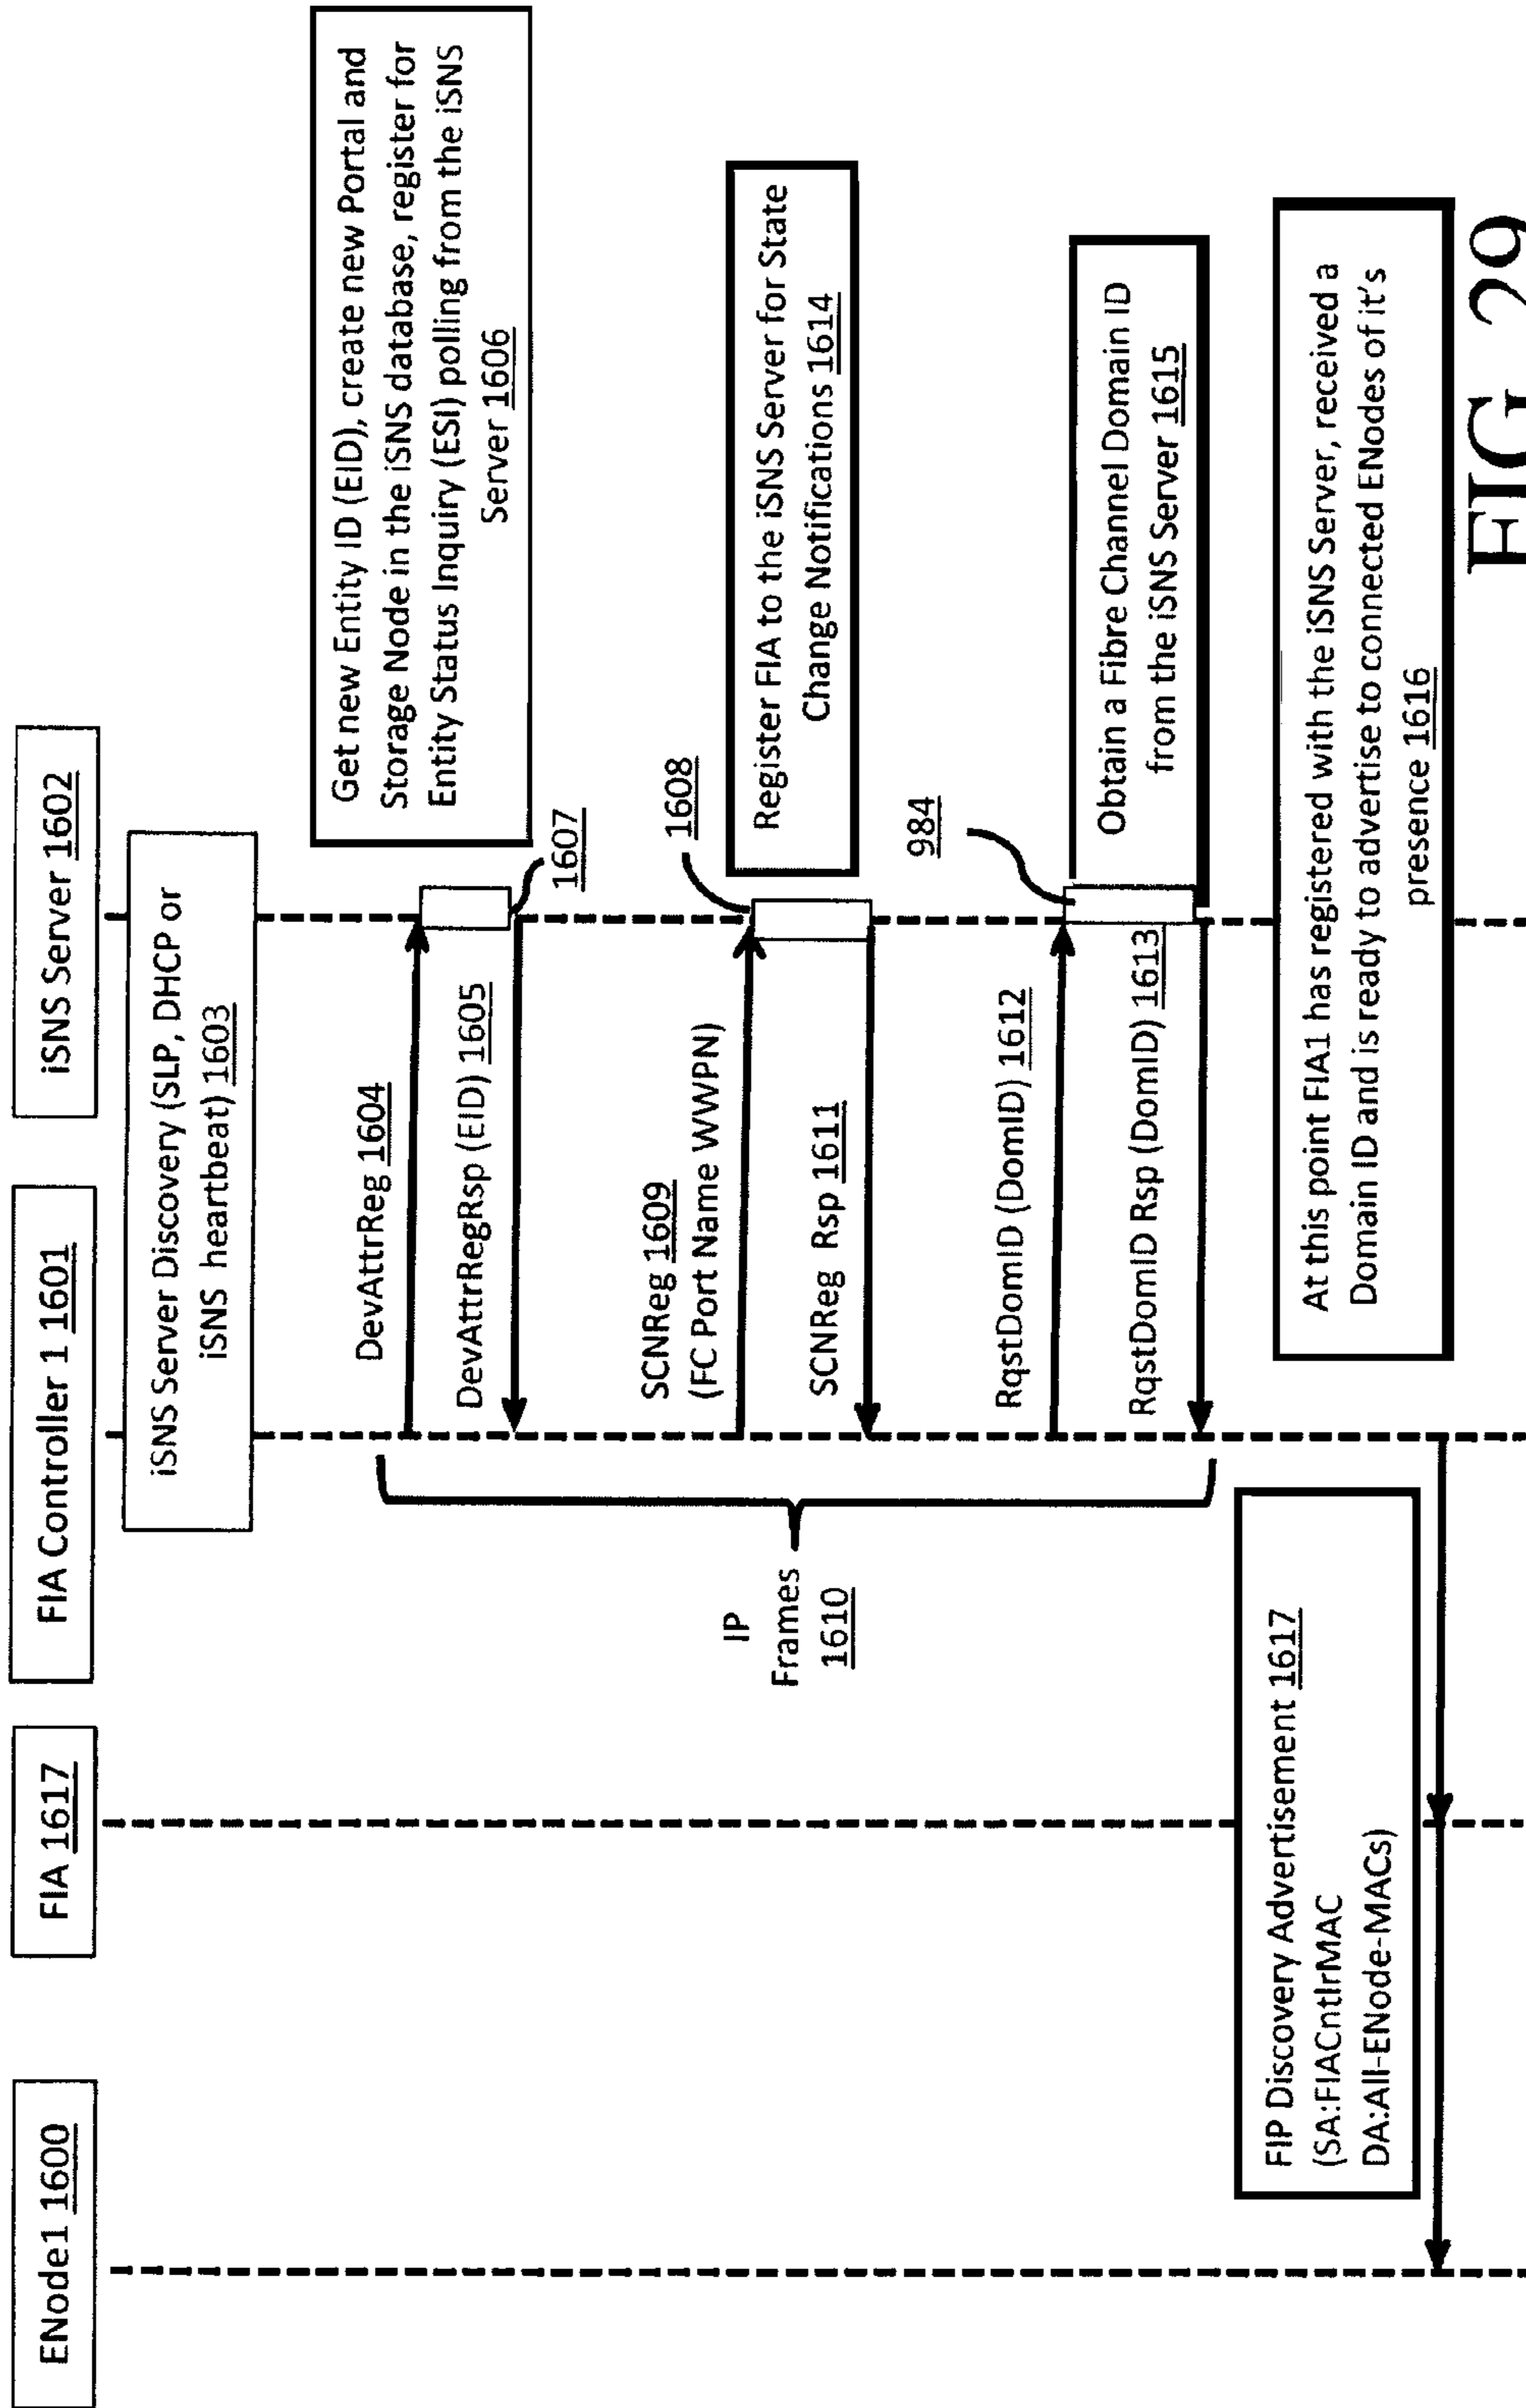 ENode1 1600
FIA 1617
FIA Controller 1 1601
iSNS Server 1602
iSNS Server Discovery (SLP, DHCP or
iSNS heartbeat) 1603
Get new Entity ID (EID), create new Portal and
Storage Node in the iSNS database, register for
Entity Status Inquiry (ESI) polling from the iSNS
Server 1606
DevAttrReg 1604
1607
DevAttrRegRsp (EID) 1605
SCNReg 1609
(FC Port Name WWPN)
1608
Register FIA to the iSNS Server for State
Change Notifications 1614
SCNReg Rsp 1611
IP
Frames
1610
984
RqstDomID (DomID) 1612
Obtain a Fibre Channel Domain ID
from the iSNS Server 1615
RqstDomID Rsp (DomID) 1613
At this point FIA1 has registered with the iSNS Server, received a
Domain ID and is ready to advertise to connected ENodes of it's
presence 1616
FIP Discovery Advertisement 1617
(SA:FIACntlrMAC
DA:All-ENode-MACs)
FIG 29